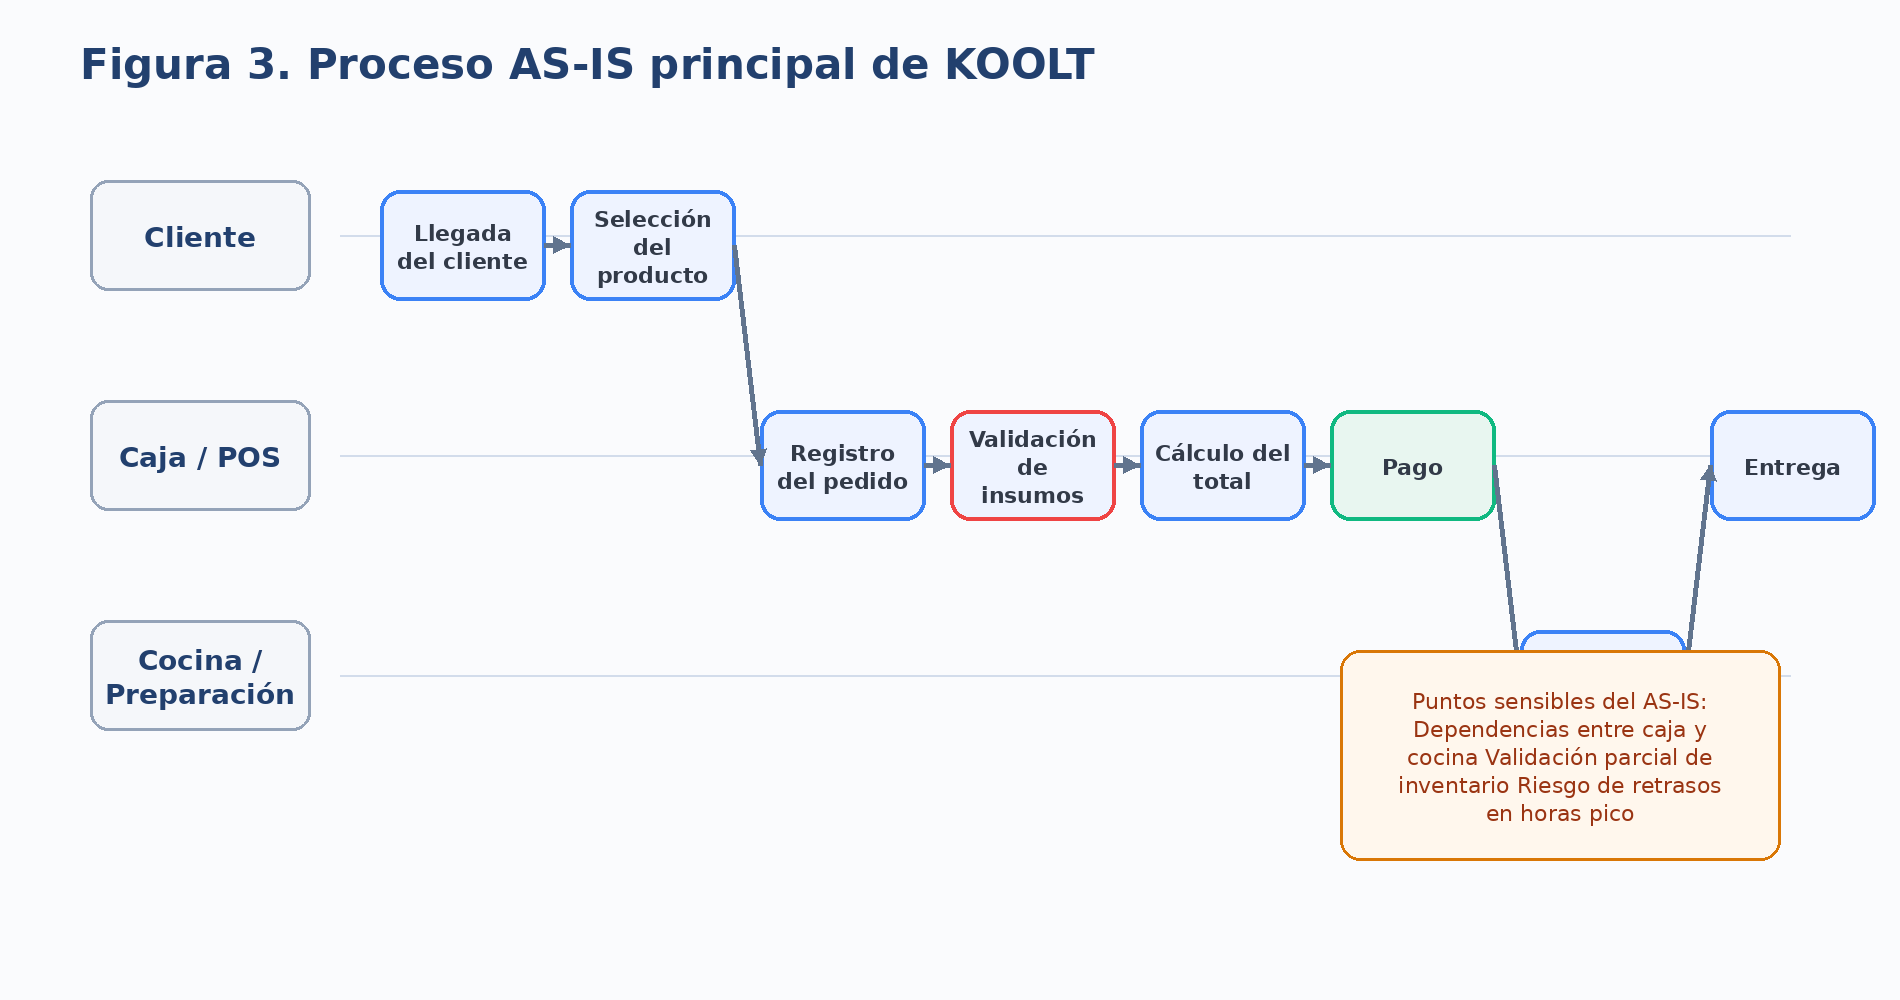 Figura 3. Proceso AS-IS principal de KOOLT
Cliente
Llegada
del cliente
Selección
del
producto
Caja / POS
Registro
del pedido
Validación
de
insumos
Cálculo del
total
Pago
Entrega
Cocina /
Preparación
Puntos sensibles del AS-IS:
Dependencias entre caja y
cocina Validación parcial de
inventario Riesgo de retrasos
en horas pico